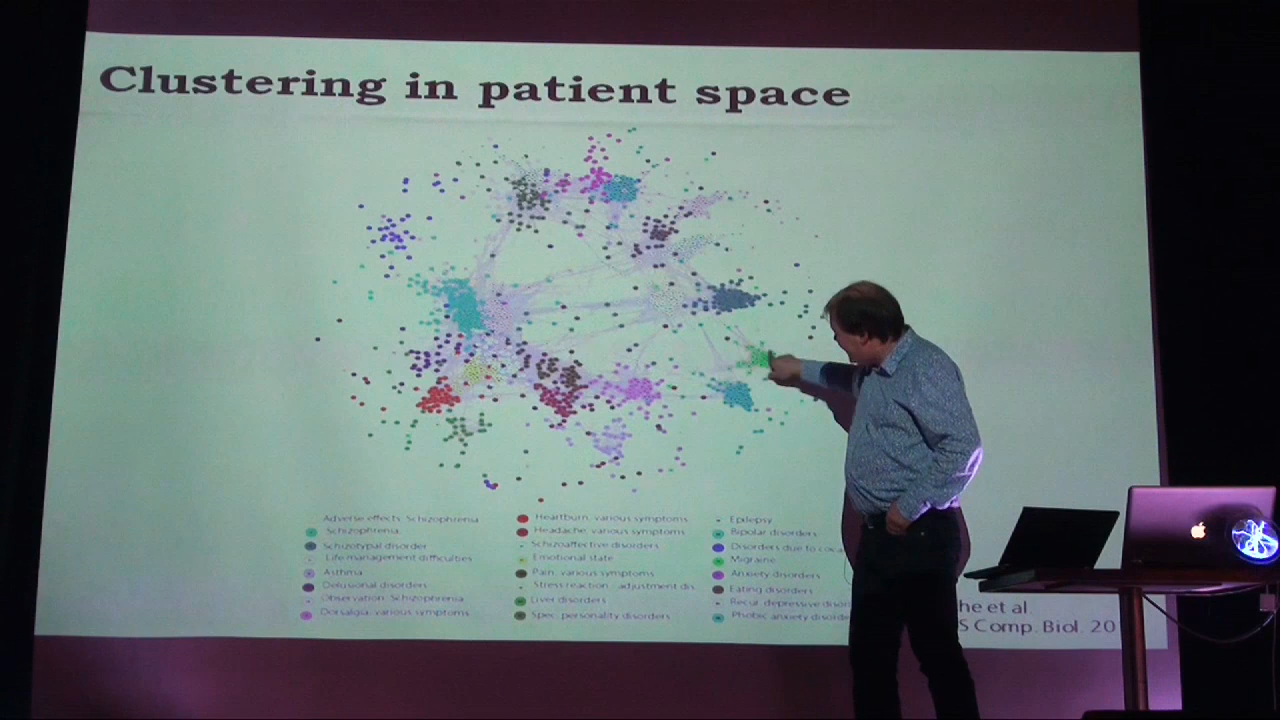 Clustering in patient space
Adverse effects: Schizophrenia
Schizophrenia
Schizotypal disorder
Life management difficulties
Asthma
Delusional disorders
Observation: Schizophrenia
Dorsalgia: various symptoms
Heartburn: various symptoms
Headache: various symptoms
Schizoaffective disorders
Emotional state
Pain: various symptoms
Stress reaction / adjustment dis.
Liver disorders
Spec. personality disorders
Epilepsy
Bipolar disorders
Disorders due to coca
Migraine
Anxiety disorders
Eating disorders
Recur. depressive disor
Phobic anxiety disorde
he et al.
S Comp. Biol. 20